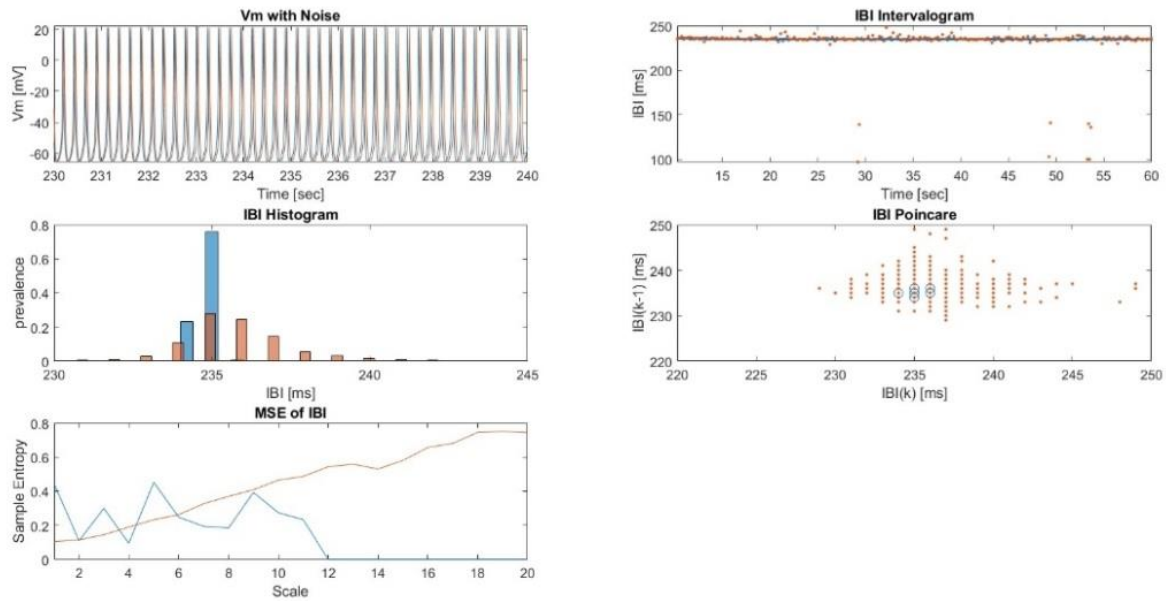 Vm with Noise
20
0
-20
-40
-60
Vm [mV]
230 231 232 233 234 235 236 237 238 239 240
Time [sec]
IBI Intervalogram
250
200
150
100
IBI [ms]
15 20 25 30 35 40 45 50 55 60
Time [sec]
IBI Histogram
0.8
0.6
0.4
0.2
0
prevalence
230 235 240 245
IBI [ms]
IBI Poincare
250
240
230
220
IBI(k-1) [ms]
220 225 230 235 240 245 250
IBI(k) [ms]
MSE of IBI
0.8
0.6
0.4
0.2
0
Sample Entropy
2 4 6 8 10 12 14 16 18 20
Scale